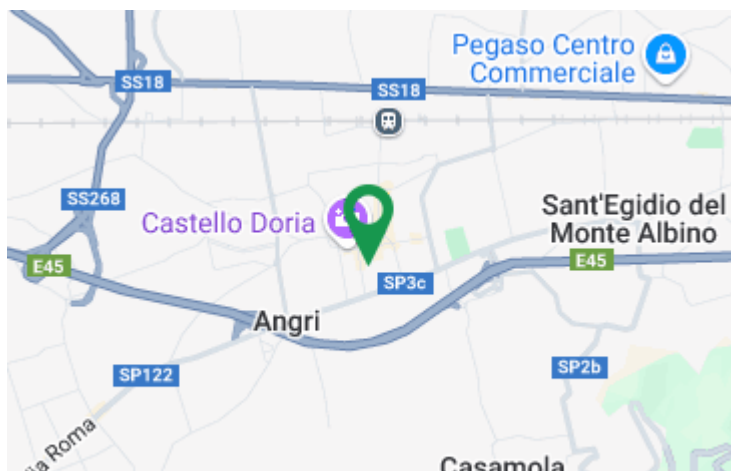 Pegaso Centro
Commerciale
SS18
SS18
SS268
Castello Doria
Sant'Egidio del
Monte Albino
E45
E45
SP3c
Angri
SP122
SP2b
Roma
Casamola